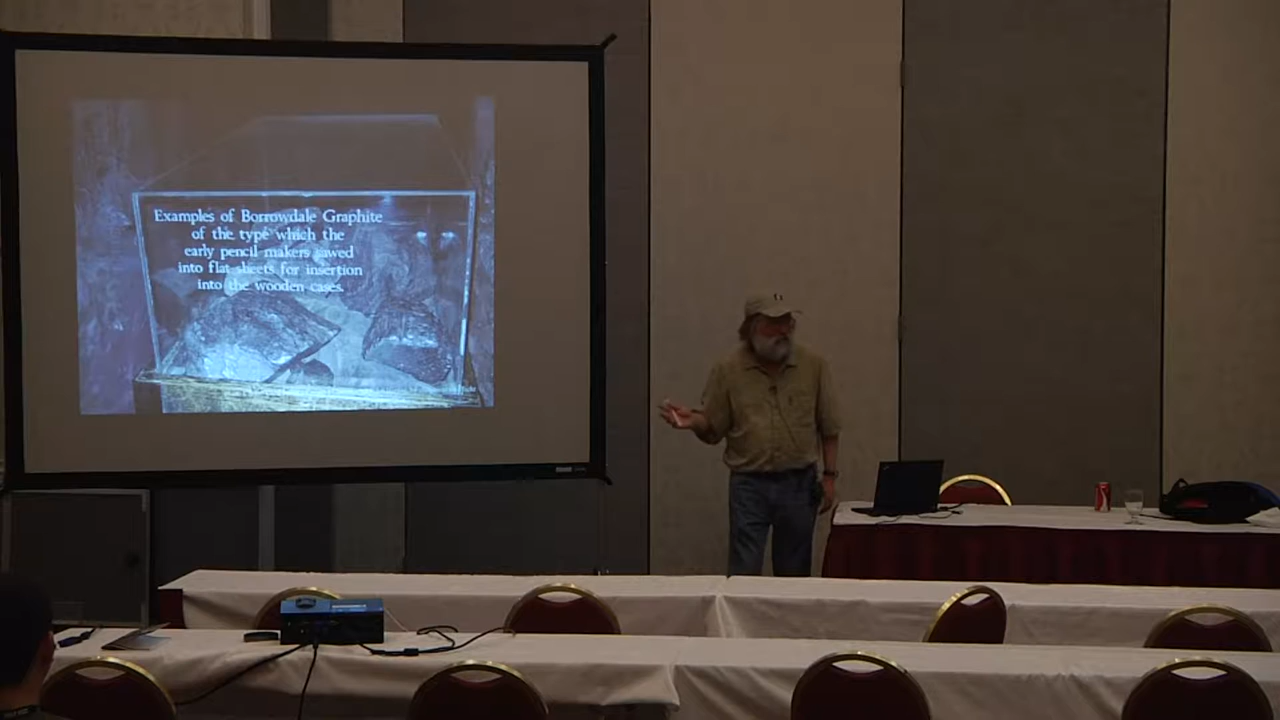 Examples of Borrowdale Graphite
of the type which the
early pencil makers sawed
into flat sheets for insertion
into the wooden cases.